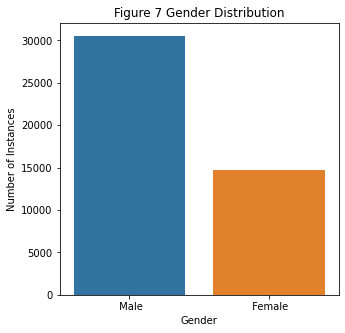 Figure 7 Gender Distribution
30000
25000
20000
15000
10000
5000
0
Number of Instances
Male
Female
Gender